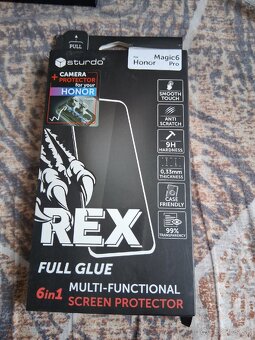 FULL
sturdo
for Honor
Magic6
Pro
+ CAMERA
PROTECTOR
for your
HONOR
SMOOTH
TOUCH
ANTI
SCRATCH
9H
HARDNESS
0,33mm
THICKNESS
CASE
FRIENDLY
99%
TRANSPARENCY
REX
FULL GLUE
6in1 MULTI-FUNCTIONAL
SCREEN PROTECTOR